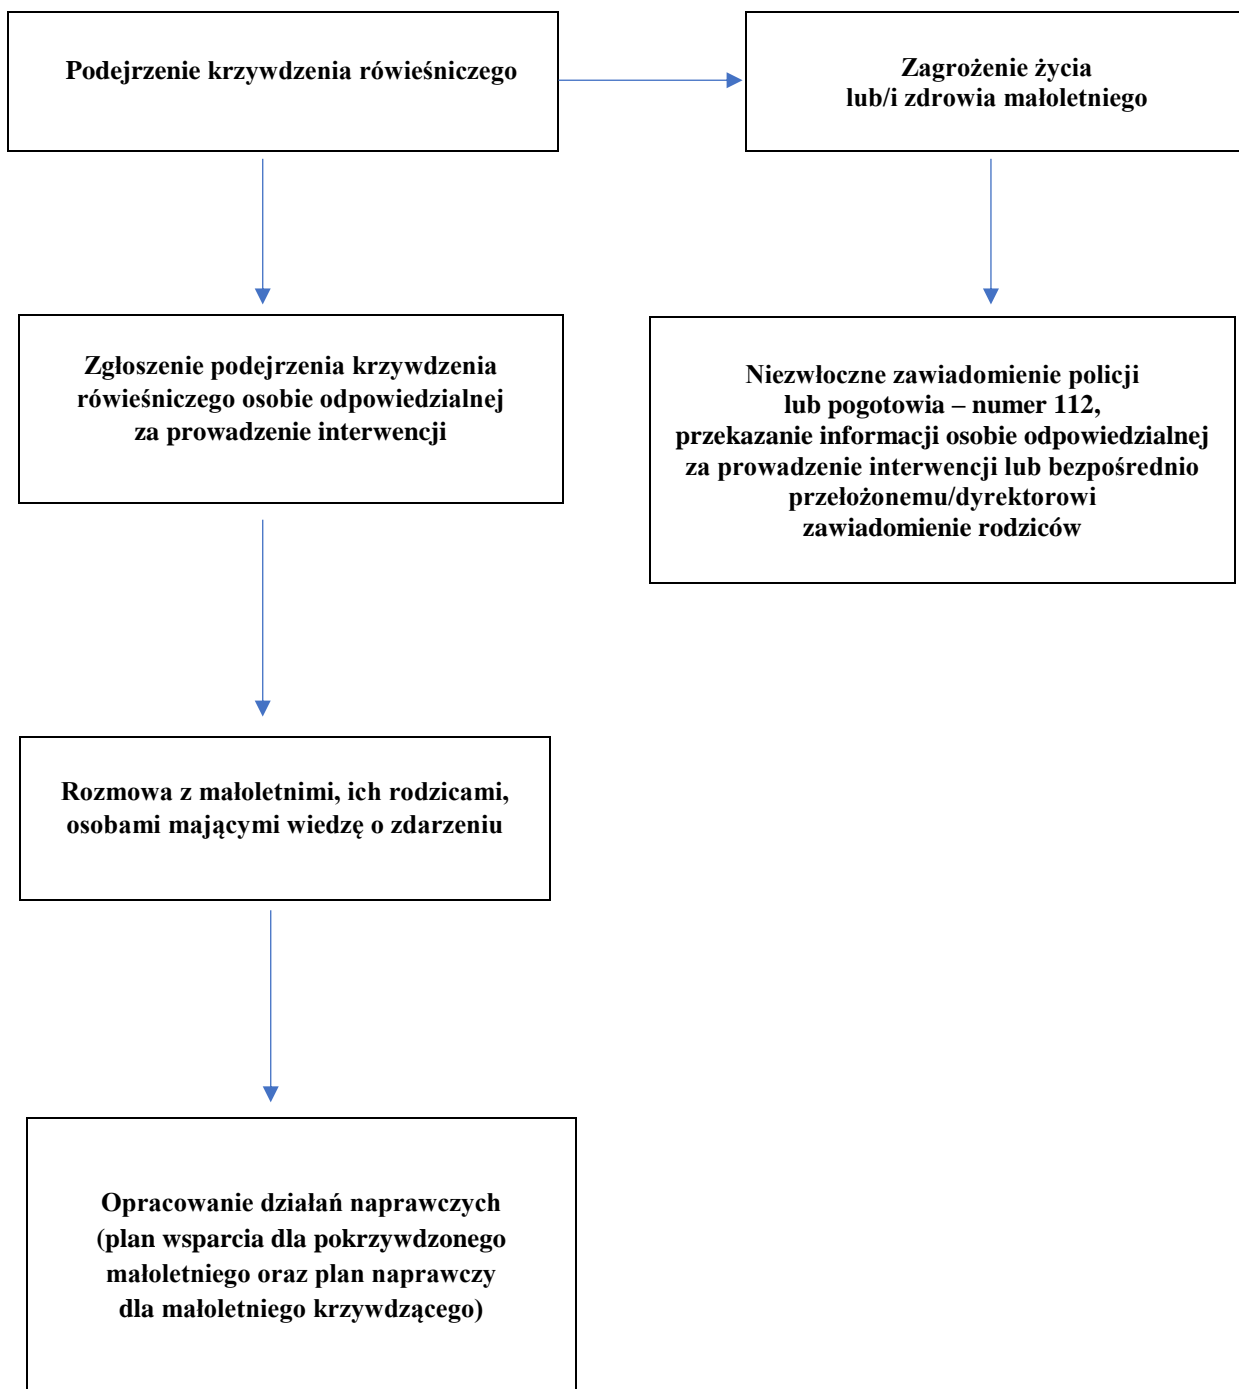 Podejrzenie krzywdzenia rówieśniczego
Zagrożenie życia
lub/i zdrowia małoletniego
Zgłoszenie podejrzenia krzywdzenia
rówieśniczego osobie odpowiedzialnej
za prowadzenie interwencji
Niezwłoczne zawiadomienie policji
lub pogotowia – numer 112,
przekazanie informacji osobie odpowiedzialnej
za prowadzenie interwencji lub bezpośrednio
przełożonemu/dyrektorowi
zawiadomienie rodziców
Rozmowa z małoletnimi, ich rodzicami,
osobami mającymi wiedzę o zdarzeniu
Opracowanie działań naprawczych
(plan wsparcia dla pokrzywdzonego
małoletniego oraz plan naprawczy
dla małoletniego krzywdzącego)